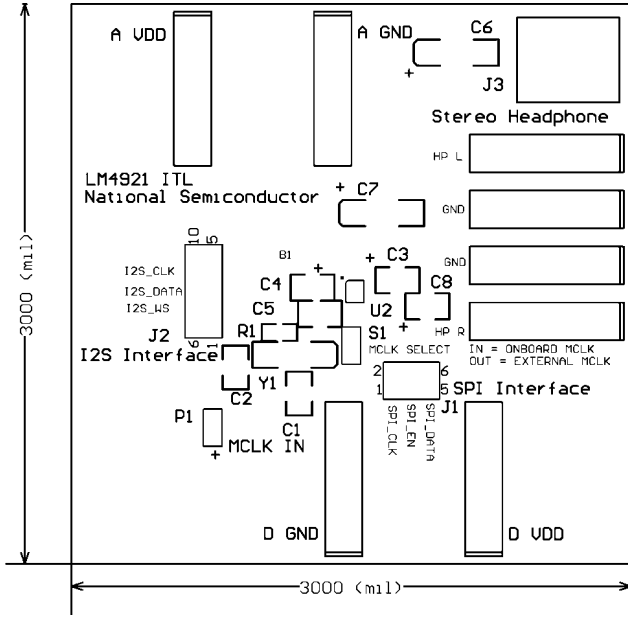 A VDD
A GND
C6
+
J3
Stereo Headphone
HP L
LM4921 ITL
National Semiconductor
+
C7
GND
10
5
I2S_CLK
I2S_DATA
I2S_WS
B1
+
C4
+
C3
GND
C8
C5
U2
+
HP R
3000 (mil)
J2
6
1
R1
S1
I2S Interface
MCLK SELECT
IN = ONBOARD MCLK
OUT = EXTERNAL MCLK
2
6
1
5
SPI Interface
Y1
C2
P1
C1
J1
SPI_CLK
SPI_EN
SPI_DATA
+
MCLK IN
D GND
D VDD
3000 (mil)